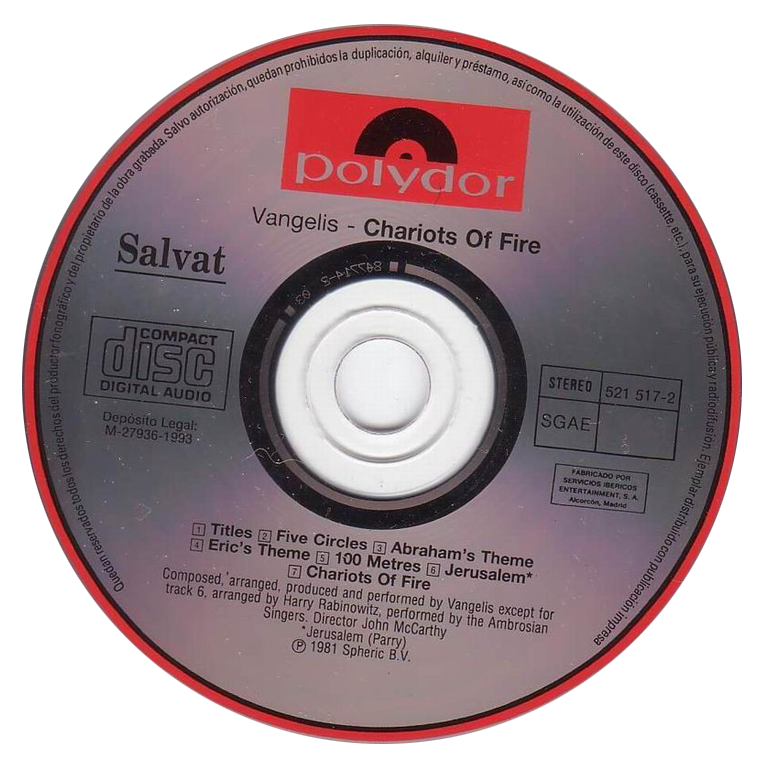 Quedan reservados todos los derechos del productor fonográfico y del propietario de la obra grabada. Salvo autorización, quedan prohibidos la duplicación, alquiler y préstamo, así como la utilización de este disco (cassette, etc.), para su ejecución pública y radiodifusión. Ejemplar distribuido con publicación impresa
polydor
Vangelis - Chariots Of Fire
Salvat
COMPACT
disc
DIGITAL AUDIO
Depósito Legal:
M-27936-1993
STEREO 521 517-2
SGAE
FABRICADO POR
SERVICIOS IBERICOS
ENTERTAINMENT, S. A.
Alcorcón, Madrid
1 Titles 2 Five Circles 3 Abraham's Theme
4 Eric's Theme 5 100 Metres 6 Jerusalem*
7 Chariots Of Fire
Composed, arranged, produced and performed by Vangelis except for
track 6, arranged by Harry Rabinowitz, performed by the Ambrosian
Singers. Director John McCarthy
*Jerusalem (Parry)
℗ 1981 Spheric B.V.